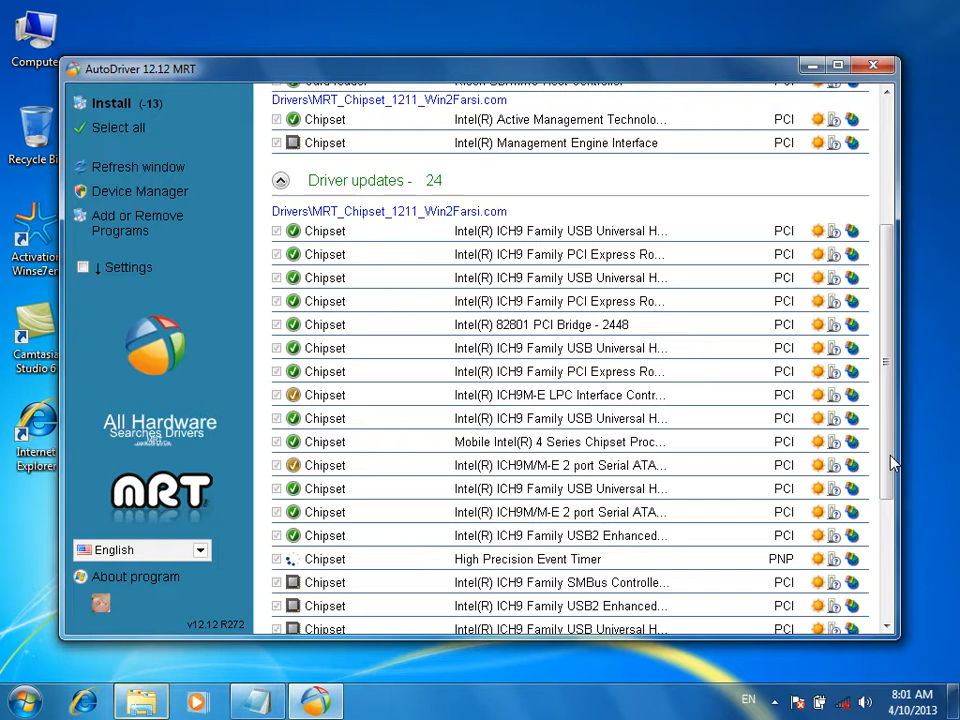 Compute
Recycle Bi
Activation
Winse7en
Camtasia
Studio 6
Internet
Explorer
AutoDriver 12.12 MRT
Install (-13)
Select all
Refresh window
Device Manager
Add or Remove
Programs
↓ Settings
All Hardware
Searches Drivers
MRT
English
About program
v12.12 R272
Drivers\MRT_Chipset_1211_Win2Farsi.com
Chipset Intel(R) Active Management Technolo... PCI
Chipset Intel(R) Management Engine Interface PCI
Driver updates - 24
Drivers\MRT_Chipset_1211_Win2Farsi.com
Chipset Intel(R) ICH9 Family USB Universal H... PCI
Chipset Intel(R) ICH9 Family PCI Express Ro... PCI
Chipset Intel(R) ICH9 Family USB Universal H... PCI
Chipset Intel(R) ICH9 Family PCI Express Ro... PCI
Chipset Intel(R) 82801 PCI Bridge - 2448 PCI
Chipset Intel(R) ICH9 Family USB Universal H... PCI
Chipset Intel(R) ICH9 Family PCI Express Ro... PCI
Chipset Intel(R) ICH9M-E LPC Interface Contr... PCI
Chipset Intel(R) ICH9 Family USB Universal H... PCI
Chipset Mobile Intel(R) 4 Series Chipset Proc... PCI
Chipset Intel(R) ICH9M/M-E 2 port Serial ATA... PCI
Chipset Intel(R) ICH9 Family USB Universal H... PCI
Chipset Intel(R) ICH9M/M-E 2 port Serial ATA... PCI
Chipset Intel(R) ICH9 Family USB2 Enhanced... PCI
Chipset High Precision Event Timer PNP
Chipset Intel(R) ICH9 Family SMBus Controlle... PCI
Chipset Intel(R) ICH9 Family USB2 Enhanced... PCI
Chipset Intel(R) ICH9 Family USB Universal H... PCI
EN
8:01 AM
4/10/2013